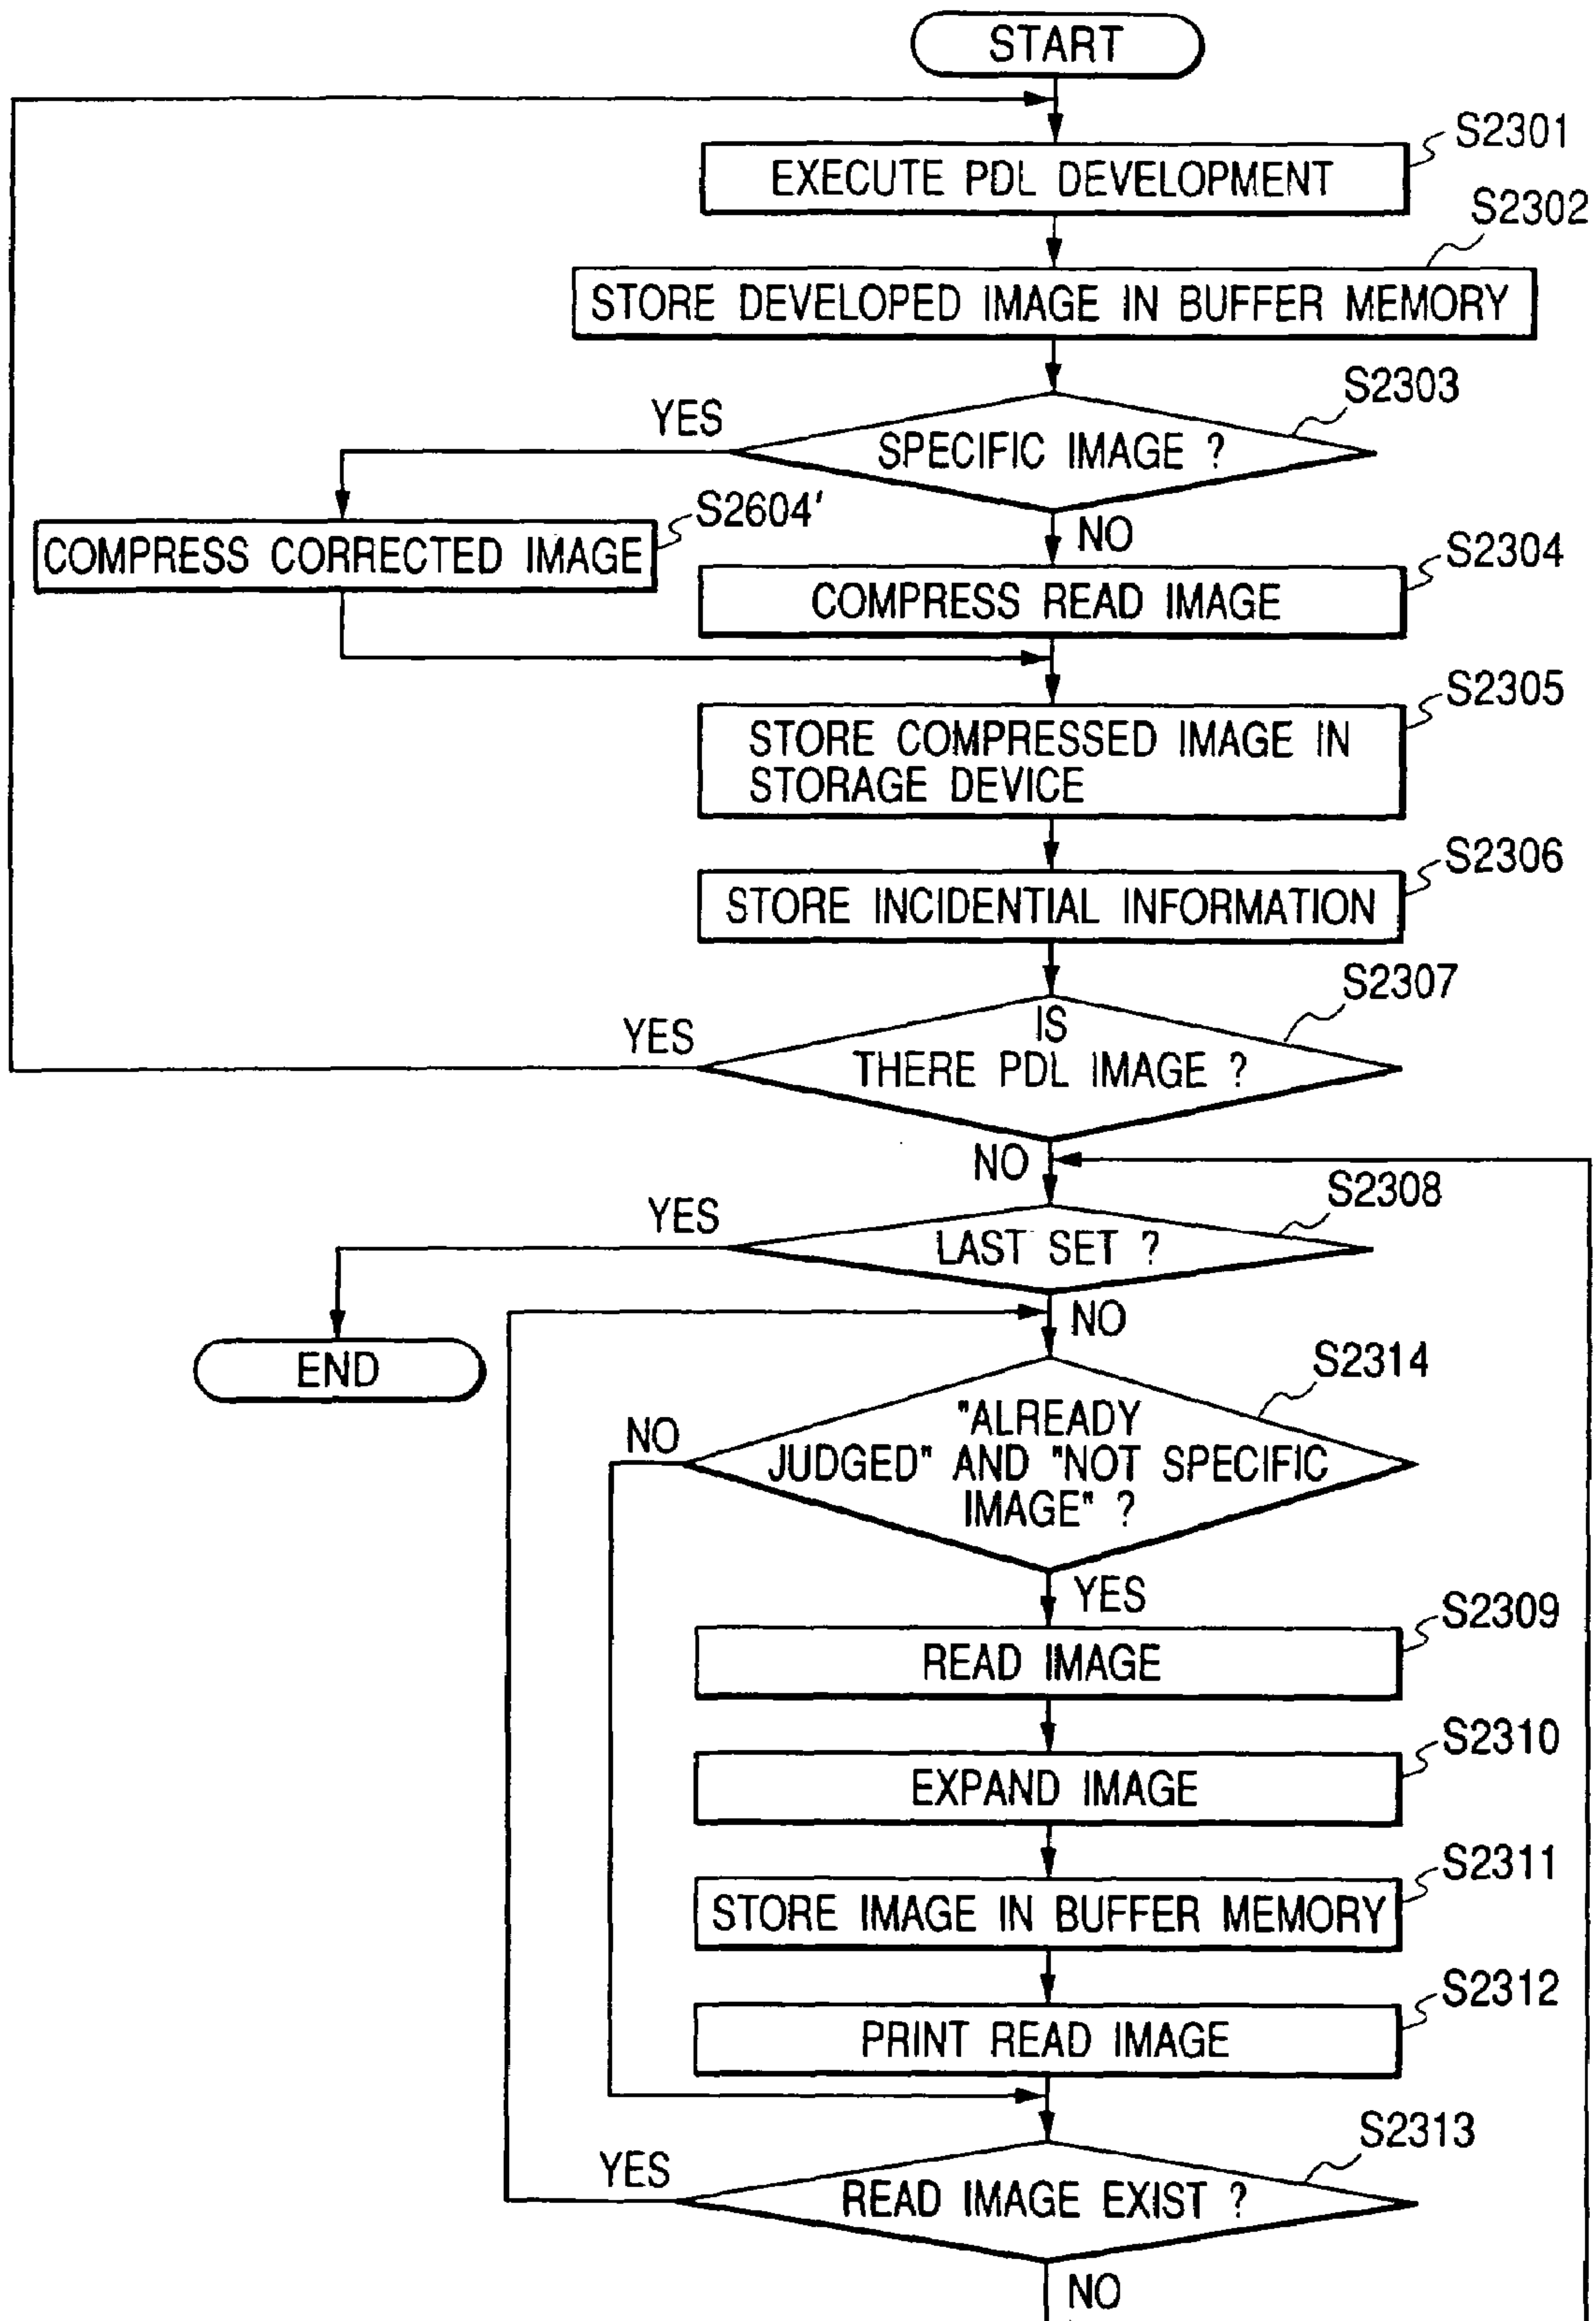 START
S2301
EXECUTE PDL DEVELOPMENT
S2302
STORE DEVELOPED IMAGE IN BUFFER MEMORY
S2303
YES
SPECIFIC IMAGE ?
S2604'
NO
COMPRESS CORRECTED IMAGE
S2304
COMPRESS READ IMAGE
S2305
STORE COMPRESSED IMAGE IN
STORAGE DEVICE
S2306
STORE INCIDENTIAL INFORMATION
S2307
YES
IS
THERE PDL IMAGE ?
NO
S2308
YES
LAST SET ?
NO
END
S2314
NO
"ALREADY
JUDGED" AND "NOT SPECIFIC
IMAGE" ?
YES
S2309
READ IMAGE
S2310
EXPAND IMAGE
S2311
STORE IMAGE IN BUFFER MEMORY
S2312
PRINT READ IMAGE
S2313
YES
READ IMAGE EXIST ?
NO